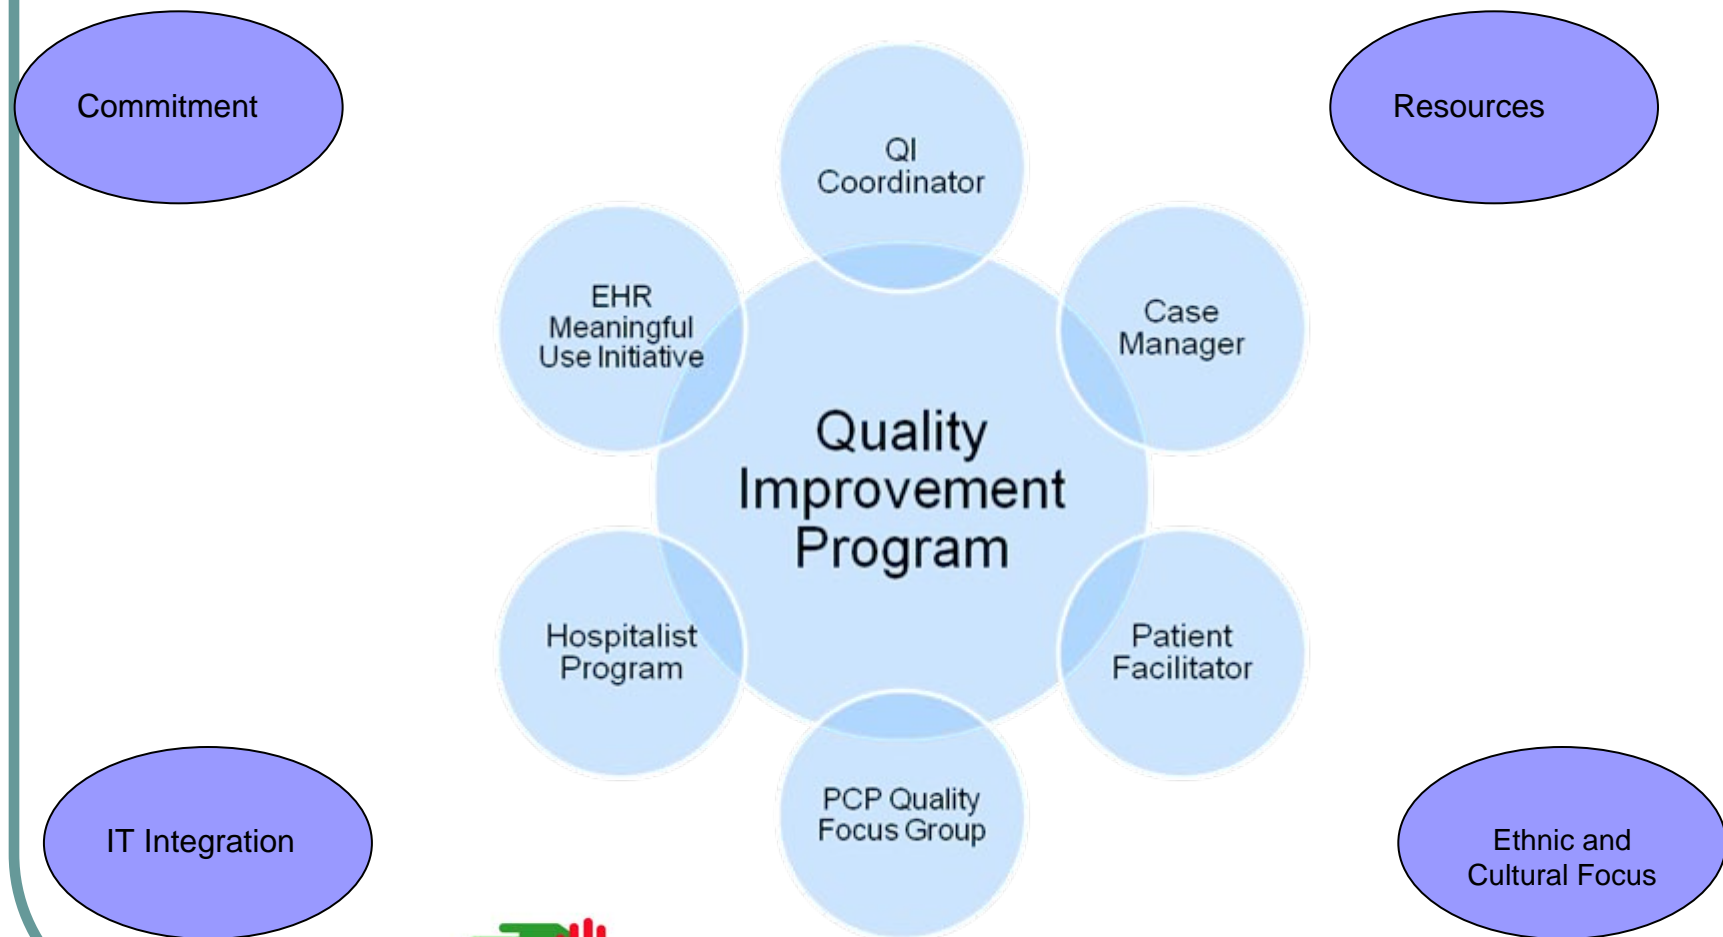 Commitment
Resources
QI
Coordinator
EHR
Meaningful
Use Initiative
Case
Manager
Quality
Improvement
Program
Hospitalist
Program
Patient
Facilitator
PCP Quality
Focus Group
IT Integration
Ethnic and
Cultural Focus